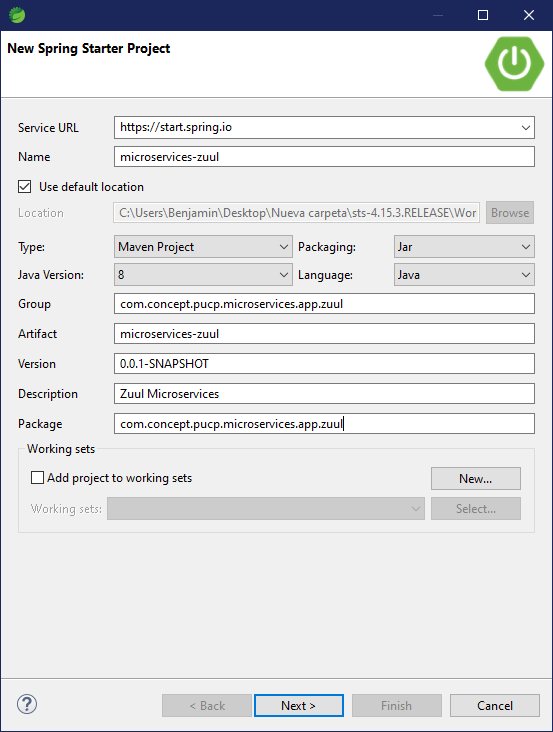 New Spring Starter Project
Service URL https://start.spring.io
Name microservices-zuul
Use default location
Location C:\Users\Benjamin\Desktop\Nueva carpeta\sts-4.15.3.RELEASE\Wor Browse
Type: Maven Project Packaging: Jar
Java Version: 8 Language: Java
Group com.concept.pucp.microservices.app.zuul
Artifact microservices-zuul
Version 0.0.1-SNAPSHOT
Description Zuul Microservices
Package com.concept.pucp.microservices.app.zuul
Working sets
Add project to working sets New...
Working sets: Select...
? < Back Next > Finish Cancel